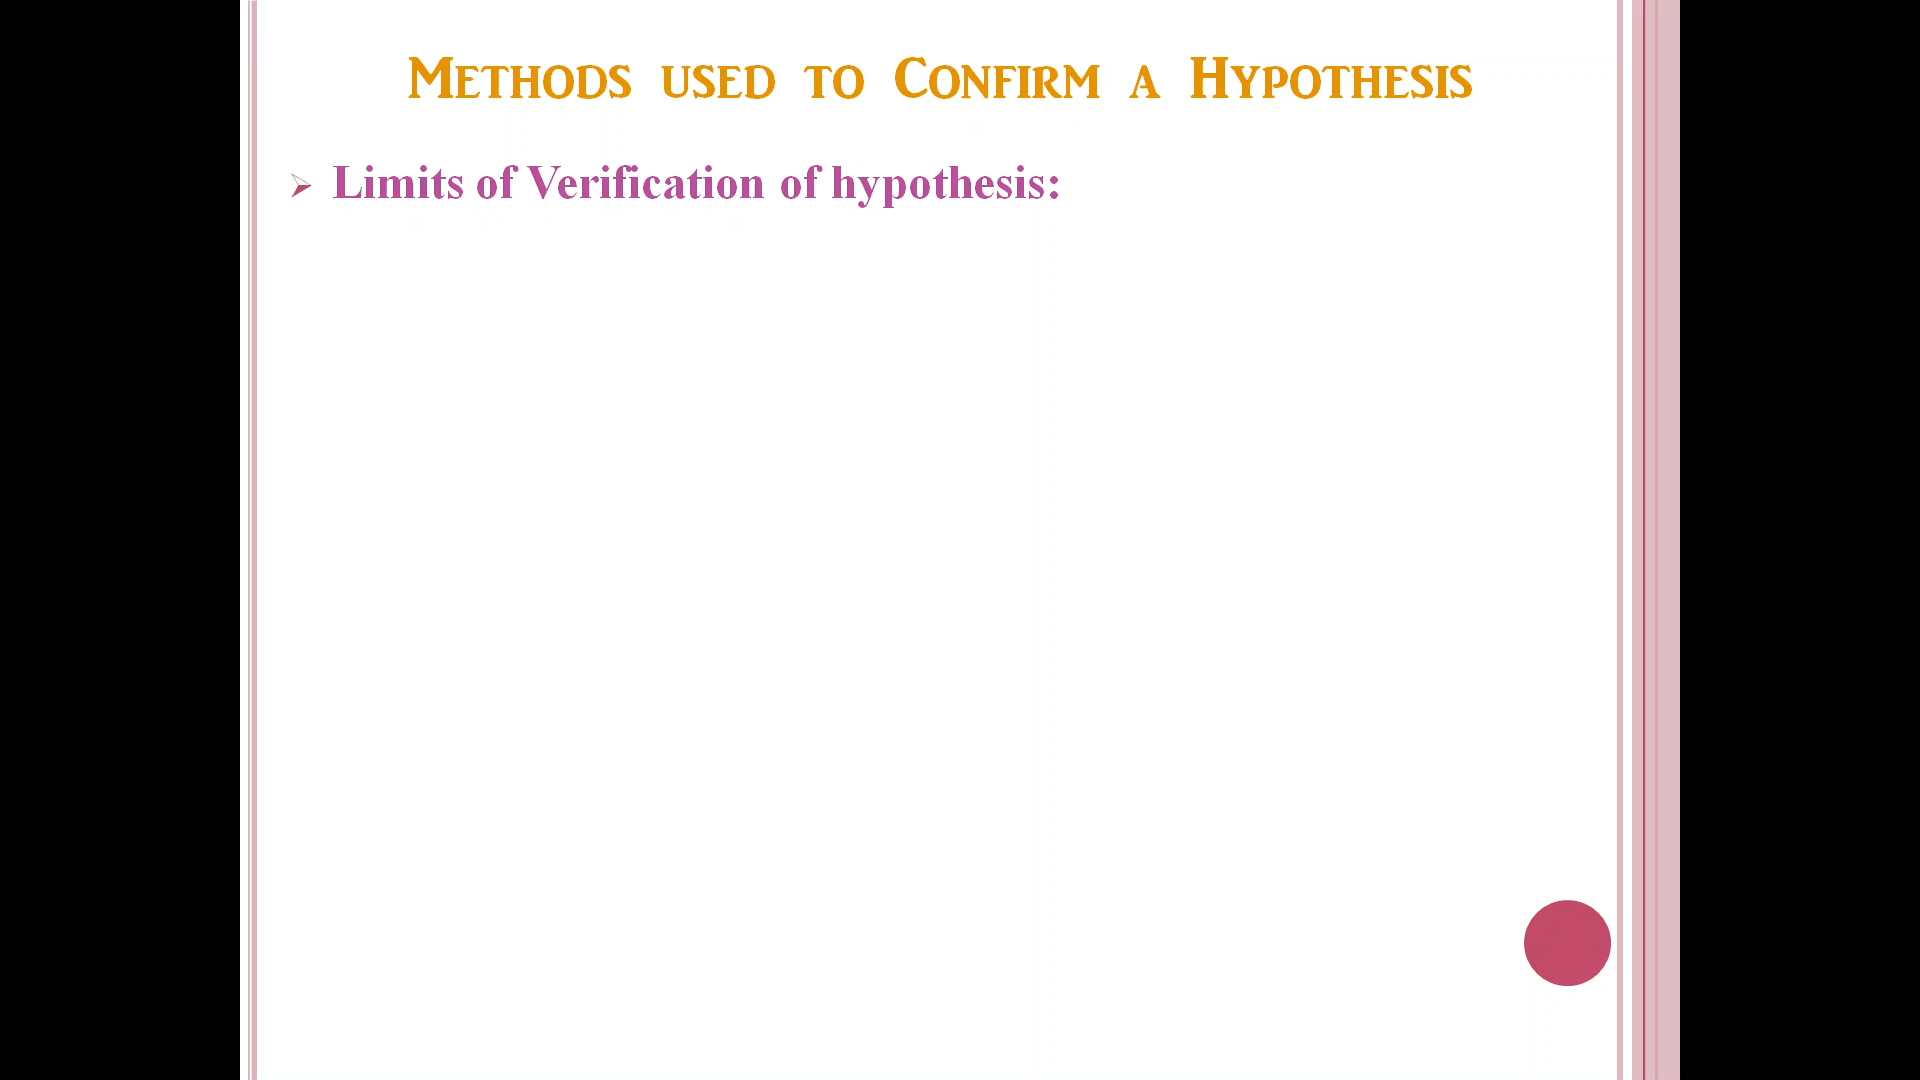 Methods used to Confirm a Hypothesis
Limits of Verification of hypothesis: